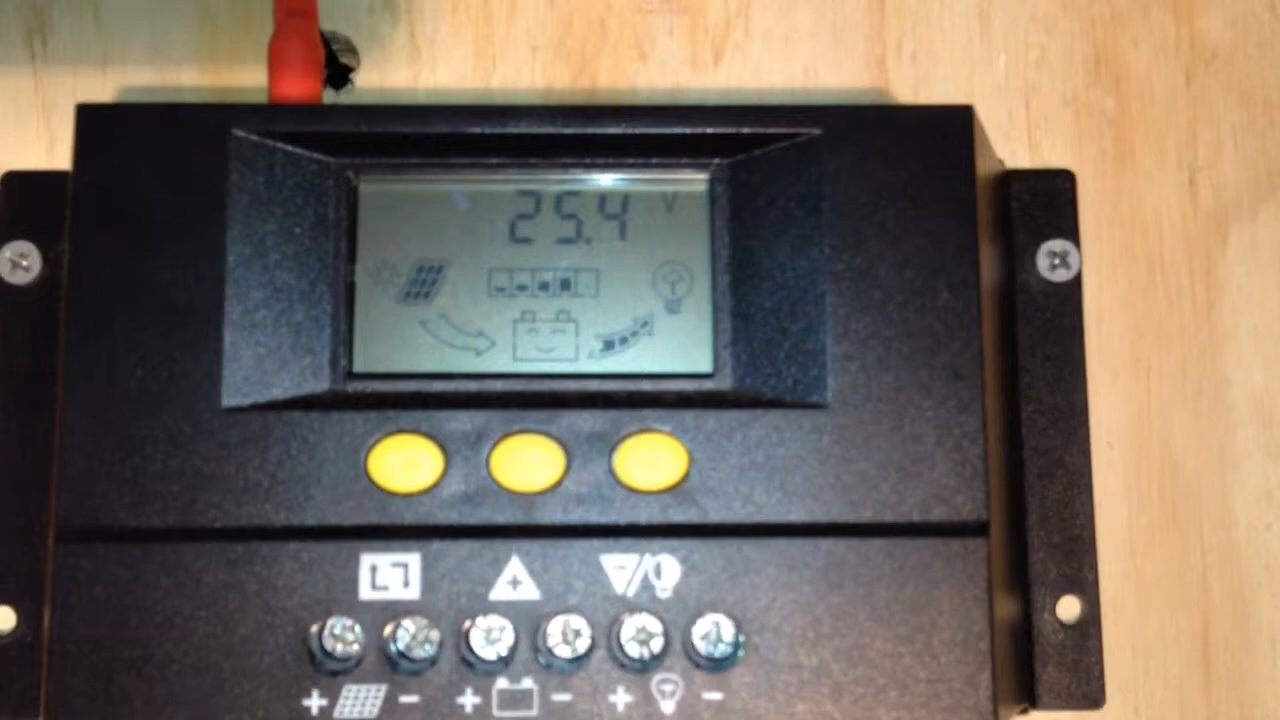 25.4 V
+ - + - + -